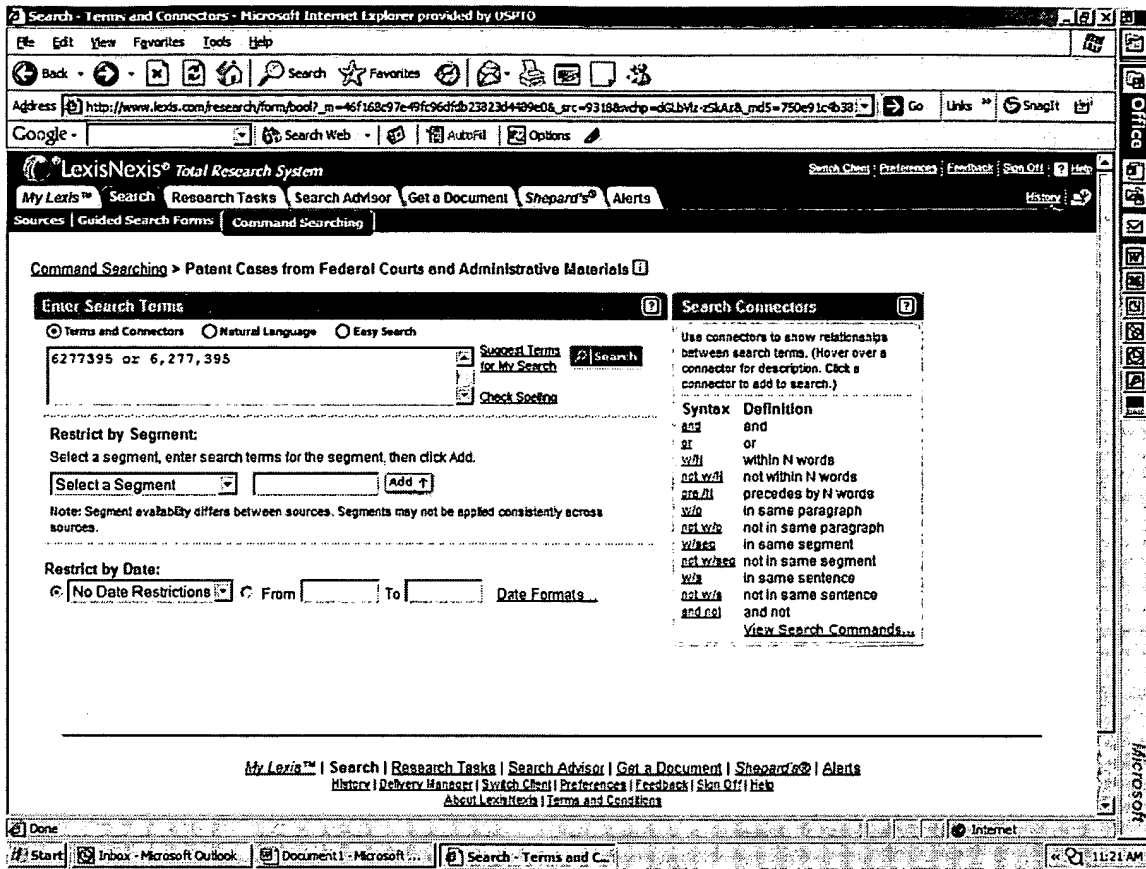 Search - Terms and Connectors - Microsoft Internet Explorer provided by USPTO
File Edit View Favorites Tools Help
Back Search Favorites
Address http://www.lexis.com/research/form/bool?_m= Go Links » SnagIt
Google - Search Web AutoFill Options
LexisNexis® Total Research System
Switch Client | Preferences | Feedback | Sign Off | ? Help
My Lexis™ Search Research Tasks Search Advisor Get a Document Shepard's® Alerts
History
Sources | Guided Search Forms | Command Searching
Command Searching > Patent Cases from Federal Courts and Administrative Materials i
Enter Search Terms ?
Terms and Connectors Natural Language Easy Search
6277395 or 6,277,395
Suggest Terms for My Search
Search
Check Spelling
Restrict by Segment:
Select a segment, enter search terms for the segment, then click Add.
Select a Segment Add ↑
Note: Segment availability differs between sources. Segments may not be applied consistently across
sources.
Restrict by Date:
No Date Restrictions From To Date Formats...
Search Connectors ?
Use connectors to show relationships
between search terms. (Hover over a
connector for description. Click a
connector to add to search.)
Syntax Definition
and and
or or
w/N within N words
not w/N not within N words
pre/N precedes by N words
w/p in same paragraph
not w/p not in same paragraph
w/seg in same segment
not w/seg not in same segment
w/s in same sentence
not w/s not in same sentence
and not and not
View Search Commands...
My Lexis™ | Search | Research Tasks | Search Advisor | Get a Document | Shepard's® | Alerts
History | Delivery Manager | Switch Client | Preferences | Feedback | Sign Off | Help
About LexisNexis | Terms and Conditions
Done Internet
Start Inbox - Microsoft Outlook Document1 - Microsoft ... Search - Terms and C... « 11:21 AM
Office
Microsoft